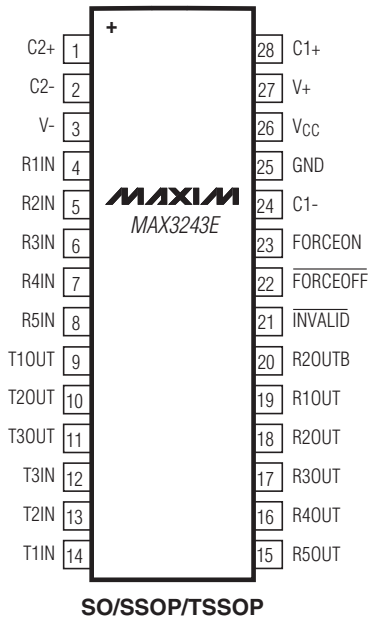 +
C2+ 1 28 C1+
C2- 2 27 V+
V- 3 26 VCC
R1IN 4 25 GND
R2IN 5 MAXIM 24 C1-
R3IN 6 MAX3243E 23 FORCEON
R4IN 7 22 FORCEOFF
R5IN 8 21 INVALID
T1OUT 9 20 R2OUTB
T2OUT 10 19 R1OUT
T3OUT 11 18 R2OUT
T3IN 12 17 R3OUT
T2IN 13 16 R4OUT
T1IN 14 15 R5OUT
SO/SSOP/TSSOP